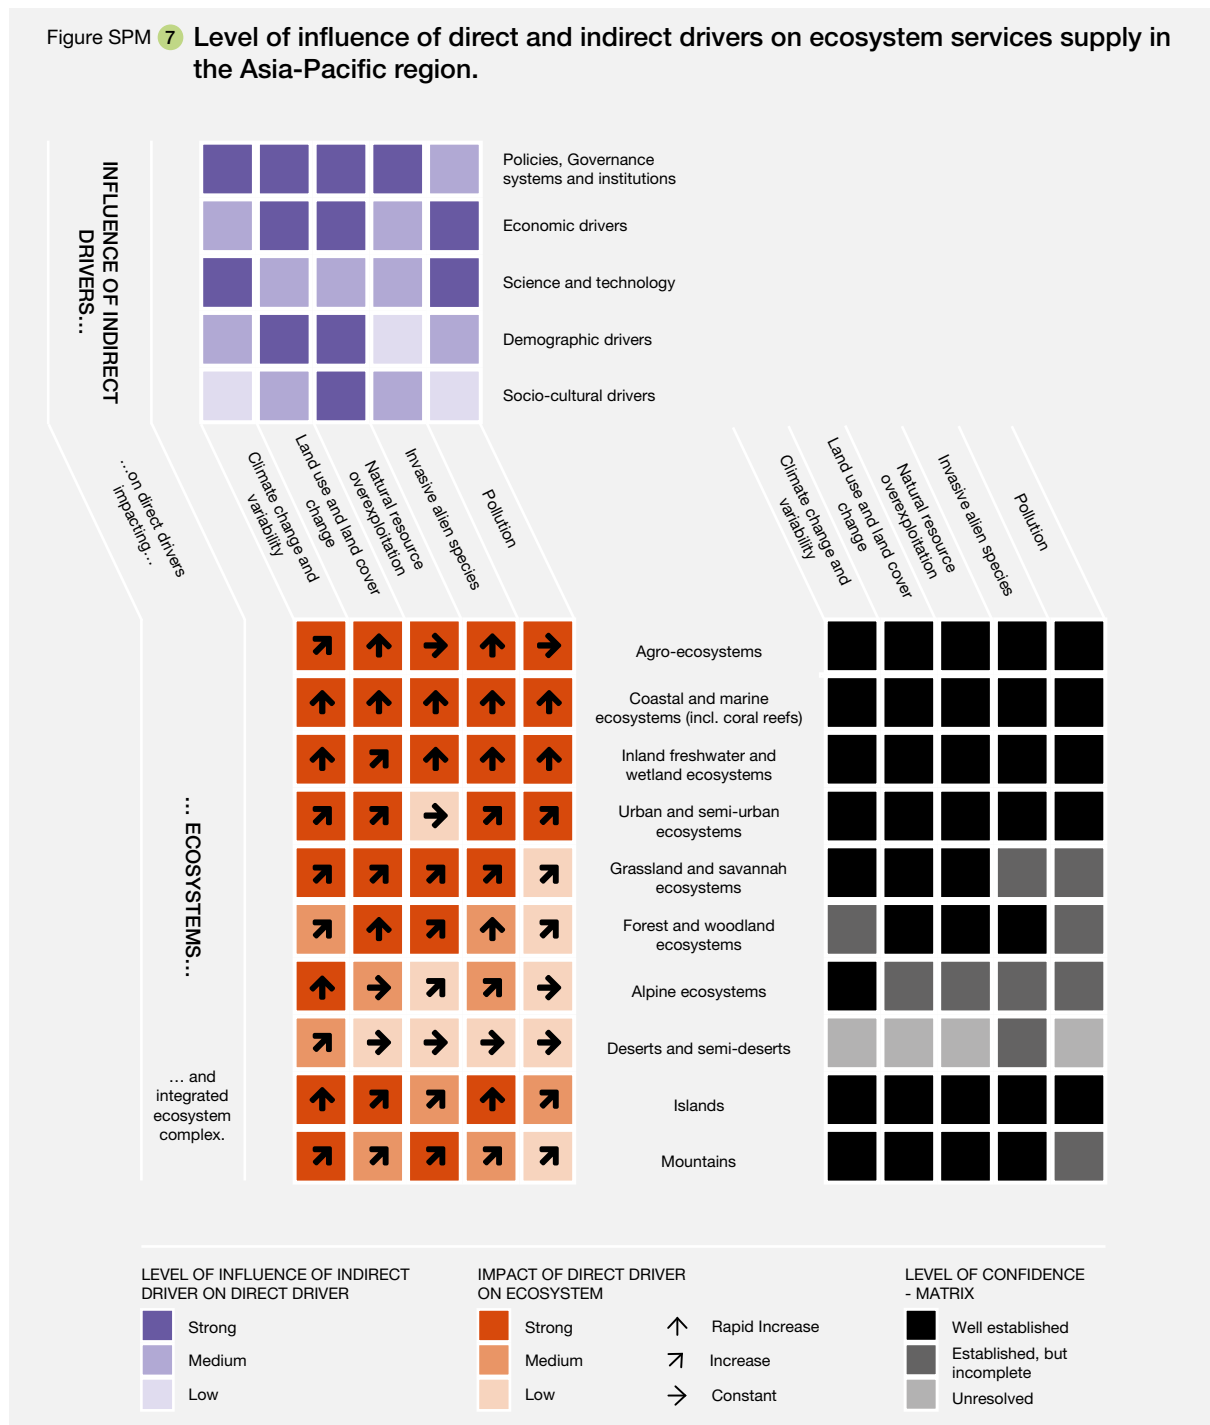 Figure SPM 7 Level of influence of direct and indirect drivers on ecosystem services supply in
the Asia-Pacific region.
INFLUENCE OF INDIRECT
DRIVERS…
Policies, Governance
systems and institutions
Economic drivers
Science and technology
Demographic drivers
Socio-cultural drivers
…on direct drivers
impacting…
Climate change and
variability
Land use and land cover
change
Natural resource
overexploitation
Invasive alien species
Pollution
Climate change and
variability
Land use and land cover
change
Natural resource
overexploitation
Invasive alien species
Pollution
… ECOSYSTEMS…
… and
integrated
ecosystem
complex.
Agro-ecosystems
Coastal and marine
ecosystems (incl. coral reefs)
Inland freshwater and
wetland ecosystems
Urban and semi-urban
ecosystems
Grassland and savannah
ecosystems
Forest and woodland
ecosystems
Alpine ecosystems
Deserts and semi-deserts
Islands
Mountains
LEVEL OF INFLUENCE OF INDIRECT
DRIVER ON DIRECT DRIVER
Strong
Medium
Low
IMPACT OF DIRECT DRIVER
ON ECOSYSTEM
Strong
Medium
Low
Rapid Increase
Increase
Constant
LEVEL OF CONFIDENCE
- MATRIX
Well established
Established, but
incomplete
Unresolved